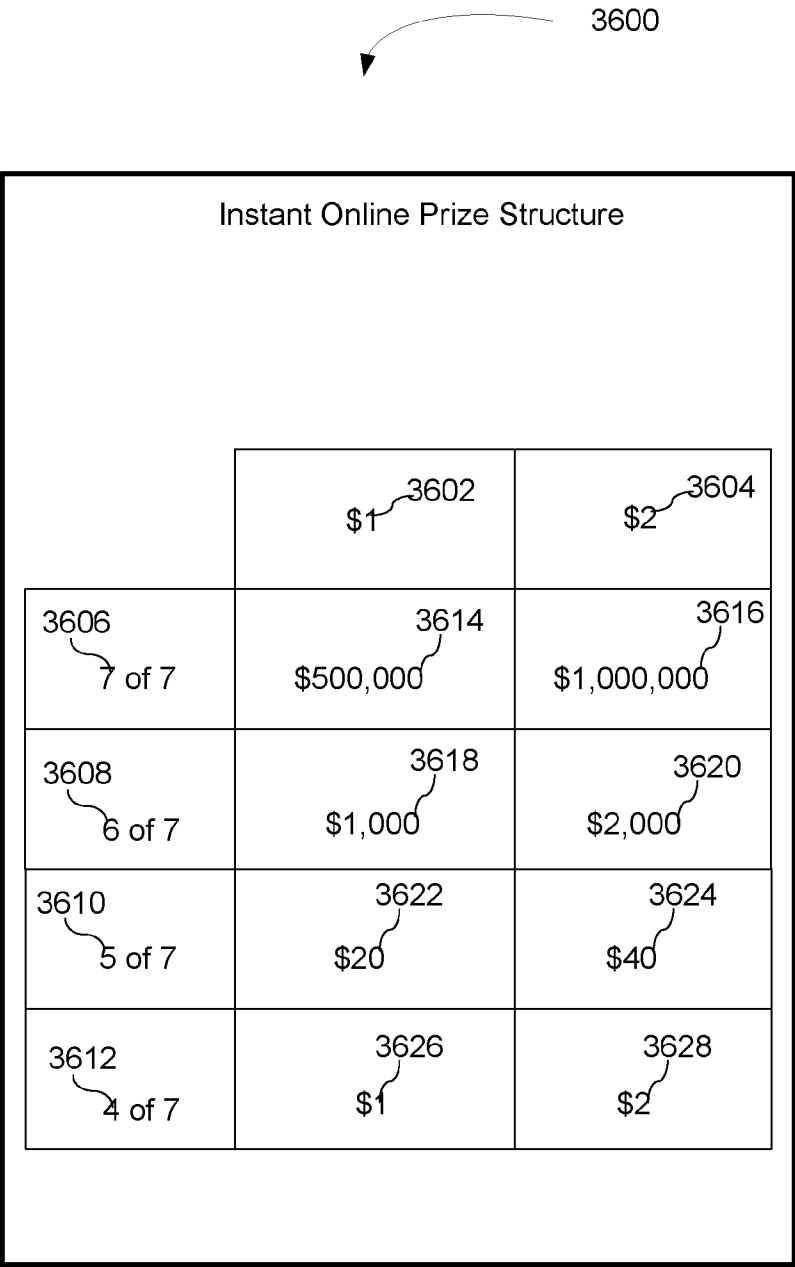 3600
Instant Online Prize Structure
3602 3604
$1 $2
3606 3614 3616
7 of 7 $500,000 $1,000,000
3608 3618 3620
6 of 7 $1,000 $2,000
3610 3622 3624
5 of 7 $20 $40
3612 3626 3628
4 of 7 $1 $2